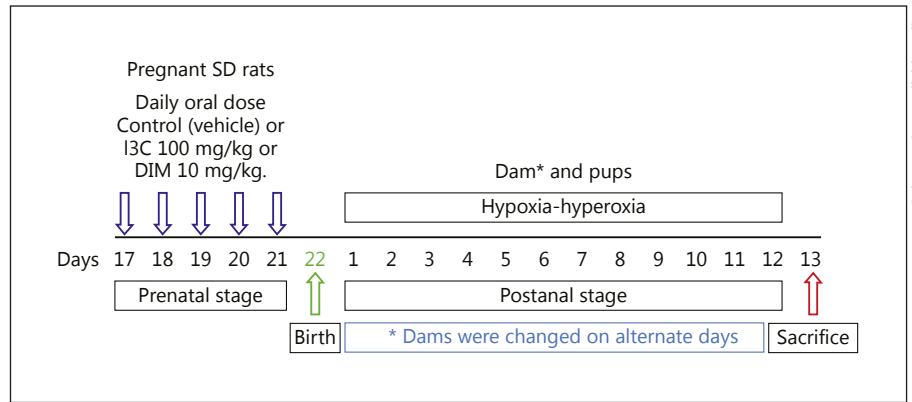 Pregnant SD rats
Daily oral dose
Control (vehicle) or
I3C 100 mg/kg or
DIM 10 mg/kg.
Dam* and pups
Hypoxia-hyperoxia
Days 17 18 19 20 21 22 1 2 3 4 5 6 7 8 9 10 11 12 13
Prenatal stage
Postanal stage
Birth
* Dams were changed on alternate days
Sacrifice